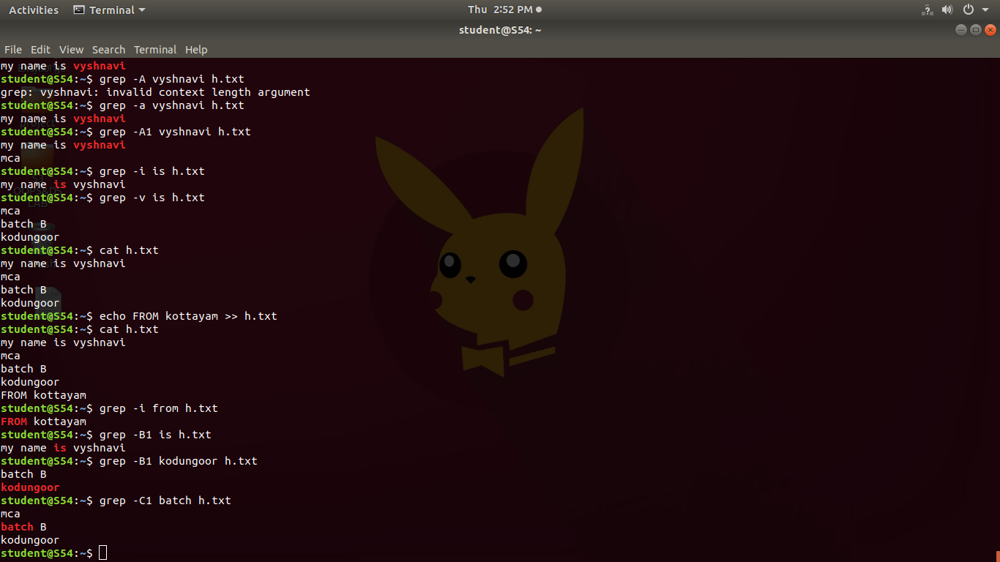 Activities Terminal Thu 2:52 PM
student@S54: ~
File Edit View Search Terminal Help
my name is vyshnavi
student@S54:~$ grep -A vyshnavi h.txt
grep: vyshnavi: invalid context length argument
student@S54:~$ grep -a vyshnavi h.txt
my name is vyshnavi
student@S54:~$ grep -A1 vyshnavi h.txt
my name is vyshnavi
mca
student@S54:~$ grep -i is h.txt
my name is vyshnavi
student@S54:~$ grep -v is h.txt
mca
batch B
kodungoor
student@S54:~$ cat h.txt
my name is vyshnavi
mca
batch B
kodungoor
student@S54:~$ echo FROM kottayam >> h.txt
student@S54:~$ cat h.txt
my name is vyshnavi
mca
batch B
kodungoor
FROM kottayam
student@S54:~$ grep -i from h.txt
FROM kottayam
student@S54:~$ grep -B1 is h.txt
my name is vyshnavi
student@S54:~$ grep -B1 kodungoor h.txt
batch B
kodungoor
student@S54:~$ grep -C1 batch h.txt
mca
batch B
kodungoor
student@S54:~$